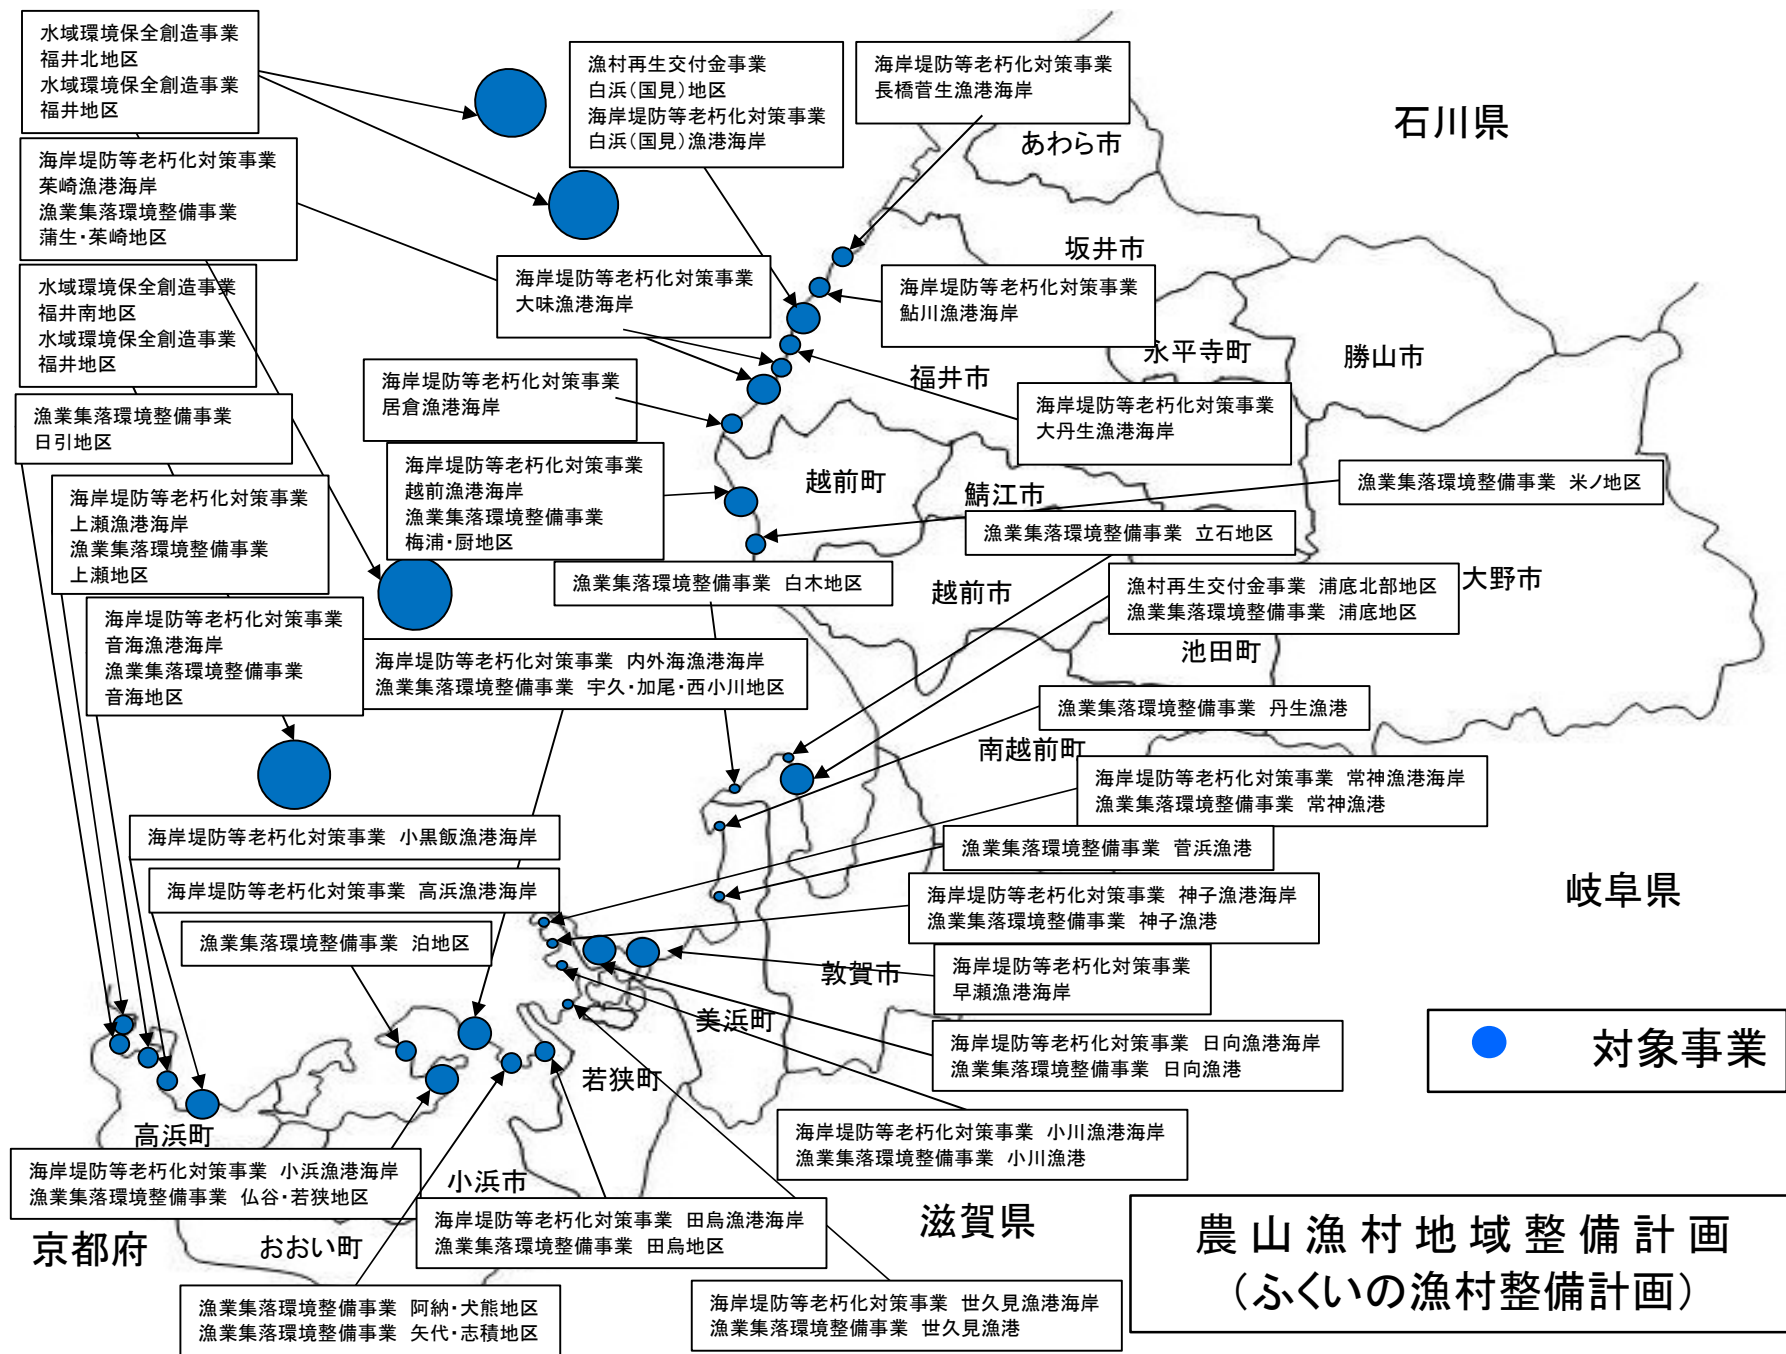 水域環境保全創造事業
福井北地区
水域環境保全創造事業
福井地区
漁村再生交付金事業
白浜(国見)地区
海岸堤防等老朽化対策事業
白浜(国見)漁港海岸
海岸堤防等老朽化対策事業
長橋菅生漁港海岸
石川県
あわら市
海岸堤防等老朽化対策事業
茱崎漁港海岸
漁業集落環境整備事業
蒲生・茱崎地区
坂井市
海岸堤防等老朽化対策事業
大味漁港海岸
海岸堤防等老朽化対策事業
鮎川漁港海岸
水域環境保全創造事業
福井南地区
水域環境保全創造事業
福井地区
永平寺町
勝山市
福井市
海岸堤防等老朽化対策事業
居倉漁港海岸
海岸堤防等老朽化対策事業
大丹生漁港海岸
漁業集落環境整備事業
日引地区
海岸堤防等老朽化対策事業
越前漁港海岸
漁業集落環境整備事業
梅浦・厨地区
越前町
鯖江市
漁業集落環境整備事業 米ノ地区
海岸堤防等老朽化対策事業
上瀬漁港海岸
漁業集落環境整備事業
上瀬地区
漁業集落環境整備事業 立石地区
漁業集落環境整備事業 白木地区
越前市
漁村再生交付金事業 浦底北部地区
漁業集落環境整備事業 浦底地区
大野市
海岸堤防等老朽化対策事業
音海漁港海岸
漁業集落環境整備事業
音海地区
海岸堤防等老朽化対策事業 内外海漁港海岸
漁業集落環境整備事業 宇久・加尾・西小川地区
池田町
漁業集落環境整備事業 丹生漁港
南越前町
海岸堤防等老朽化対策事業 常神漁港海岸
漁業集落環境整備事業 常神漁港
海岸堤防等老朽化対策事業 小黒飯漁港海岸
漁業集落環境整備事業 菅浜漁港
海岸堤防等老朽化対策事業 高浜漁港海岸
海岸堤防等老朽化対策事業 神子漁港海岸
漁業集落環境整備事業 神子漁港
岐阜県
漁業集落環境整備事業 泊地区
敦賀市
海岸堤防等老朽化対策事業
早瀬漁港海岸
美浜町
海岸堤防等老朽化対策事業 日向漁港海岸
漁業集落環境整備事業 日向漁港
対象事業
若狭町
高浜町
海岸堤防等老朽化対策事業 小川漁港海岸
漁業集落環境整備事業 小川漁港
海岸堤防等老朽化対策事業 小浜漁港海岸
漁業集落環境整備事業 仏谷・若狭地区
小浜市
海岸堤防等老朽化対策事業 田烏漁港海岸
漁業集落環境整備事業 田烏地区
滋賀県
京都府
おおい町
農山漁村地域整備計画
(ふくいの漁村整備計画)
漁業集落環境整備事業 阿納・犬熊地区
漁業集落環境整備事業 矢代・志積地区
海岸堤防等老朽化対策事業 世久見漁港海岸
漁業集落環境整備事業 世久見漁港